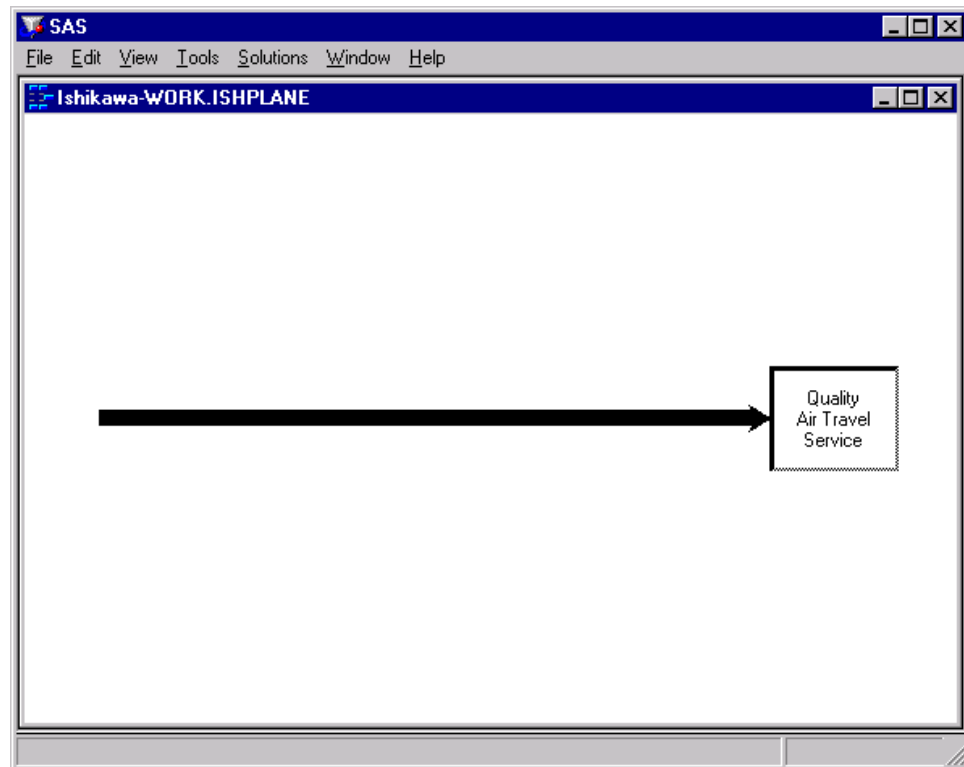 SAS
File Edit View Tools Solutions Window Help
Ishikawa-WORK.ISHPLANE
Quality
Air Travel
Service